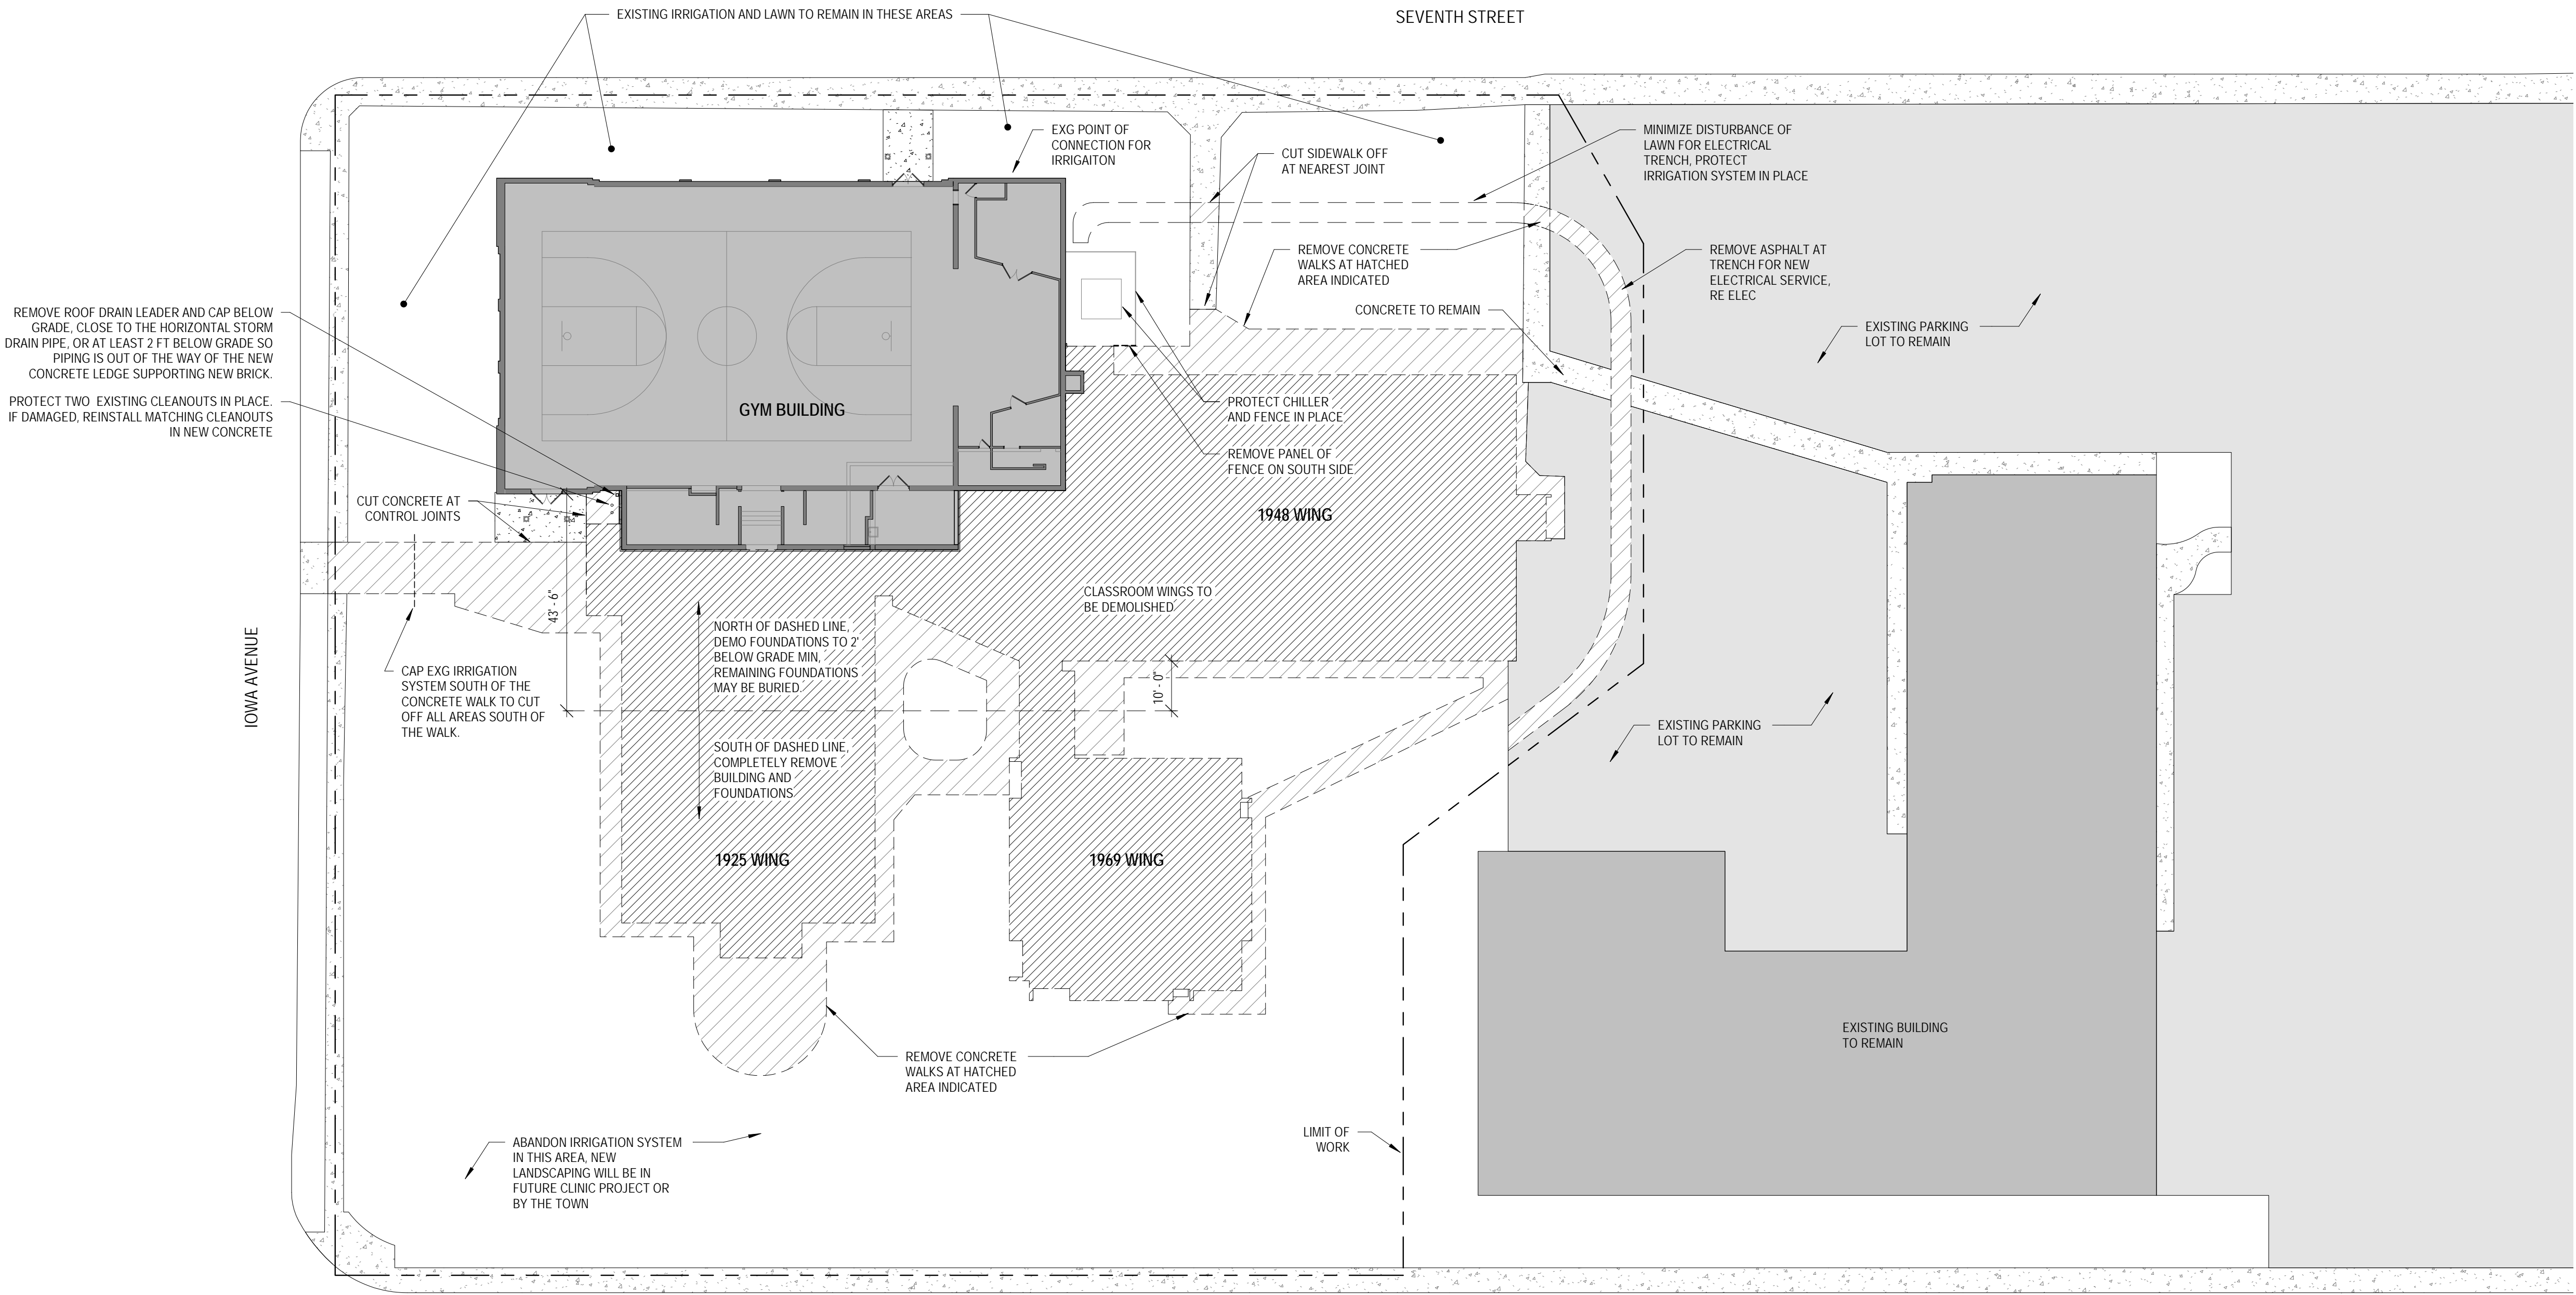 EXISTING IRRIGATION AND LAWN TO REMAIN IN THESE AREAS
SEVENTH STREET
EXG POINT OF
CONNECTION FOR
IRRIGAITON
CUT SIDEWALK OFF
AT NEAREST JOINT
MINIMIZE DISTURBANCE OF
LAWN FOR ELECTRICAL
TRENCH, PROTECT
IRRIGATION SYSTEM IN PLACE
REMOVE CONCRETE
WALKS AT HATCHED
AREA INDICATED
REMOVE ASPHALT AT
TRENCH FOR NEW
ELECTRICAL SERVICE,
RE ELEC
CONCRETE TO REMAIN
EXISTING PARKING
LOT TO REMAIN
REMOVE ROOF DRAIN LEADER AND CAP BELOW
GRADE, CLOSE TO THE HORIZONTAL STORM
DRAIN PIPE, OR AT LEAST 2 FT BELOW GRADE SO
PIPING IS OUT OF THE WAY OF THE NEW
CONCRETE LEDGE SUPPORTING NEW BRICK.
PROTECT TWO EXISTING CLEANOUTS IN PLACE.
IF DAMAGED, REINSTALL MATCHING CLEANOUTS
IN NEW CONCRETE
GYM BUILDING
PROTECT CHILLER
AND FENCE IN PLACE
REMOVE PANEL OF
FENCE ON SOUTH SIDE
CUT CONCRETE AT
CONTROL JOINTS
1948 WING
43' - 6"
CLASSROOM WINGS TO
BE DEMOLISHED
NORTH OF DASHED LINE,
DEMO FOUNDATIONS TO 2'
BELOW GRADE MIN,
REMAINING FOUNDATIONS
MAY BE BURIED.
10' - 0"
IOWA AVENUE
CAP EXG IRRIGATION
SYSTEM SOUTH OF THE
CONCRETE WALK TO CUT
OFF ALL AREAS SOUTH OF
THE WALK.
EXISTING PARKING
LOT TO REMAIN
SOUTH OF DASHED LINE,
COMPLETELY REMOVE
BUILDING AND
FOUNDATIONS
1925 WING
1969 WING
EXISTING BUILDING
TO REMAIN
REMOVE CONCRETE
WALKS AT HATCHED
AREA INDICATED
LIMIT OF
WORK
ABANDON IRRIGATION SYSTEM
IN THIS AREA, NEW
LANDSCAPING WILL BE IN
FUTURE CLINIC PROJECT OR
BY THE TOWN